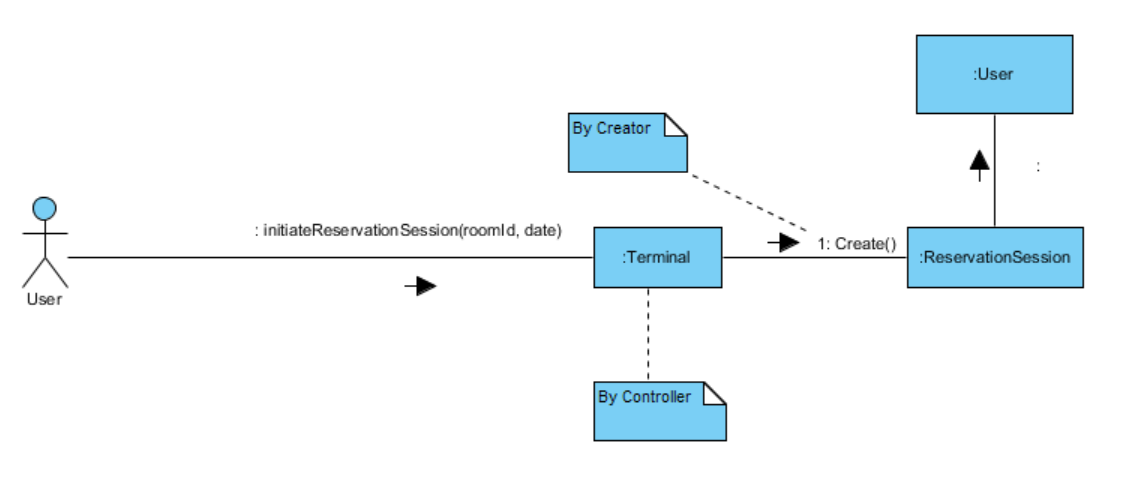 :User
By Creator
: initiateReservationSession(roomId, date)
:Terminal
1: Create()
:
:ReservationSession
User
By Controller